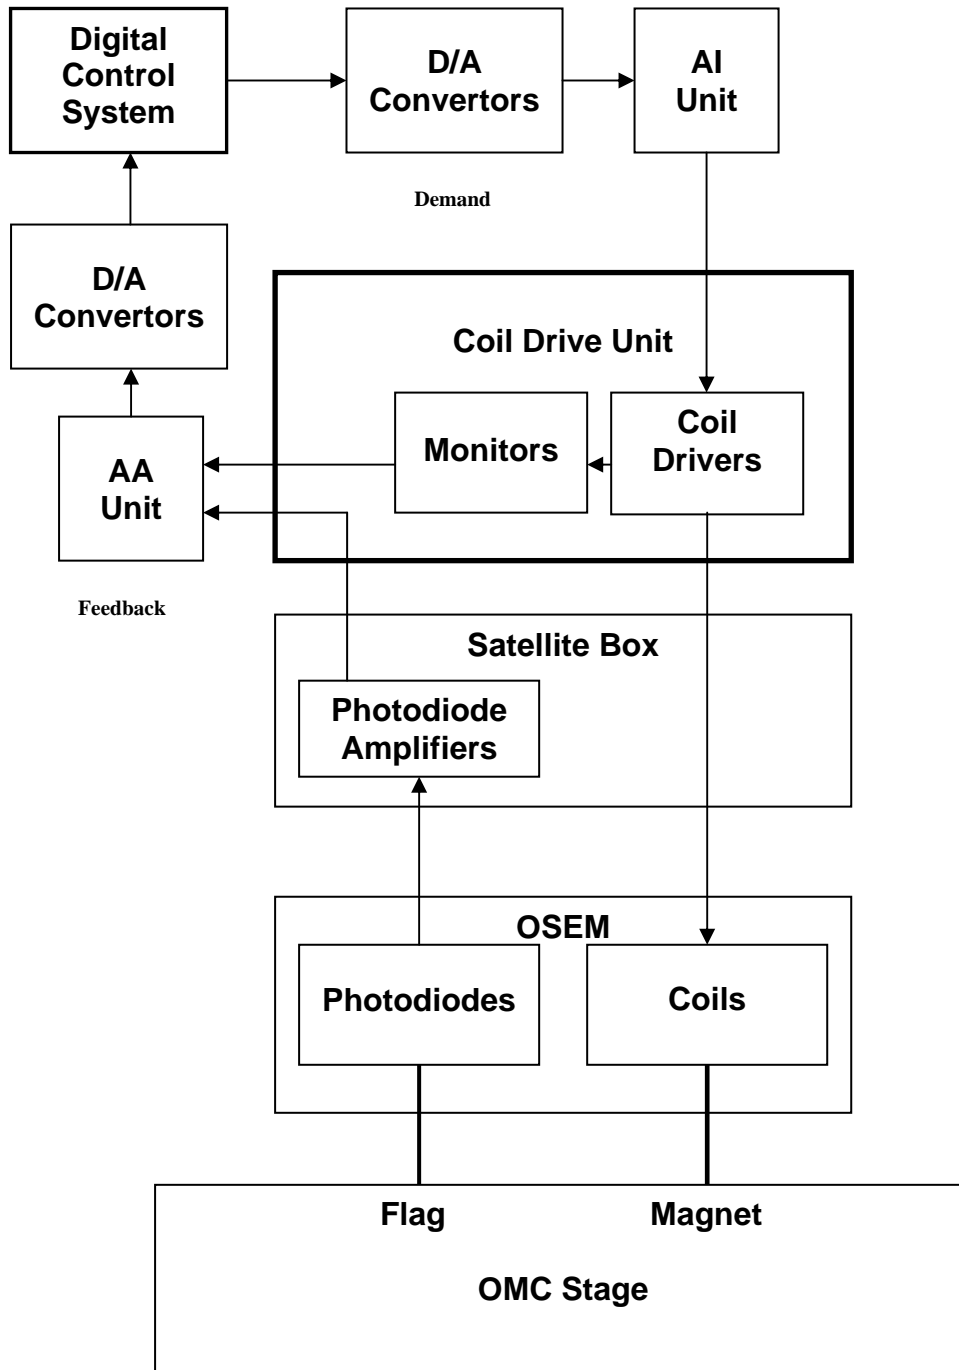 Digital
Control
System
D/A
Convertors
AI
Unit
Demand
D/A
Convertors
Coil Drive Unit
Monitors
Coil
Drivers
AA
Unit
Feedback
Satellite Box
Photodiode
Amplifiers
OSEM
Photodiodes
Coils
Flag
Magnet
OMC Stage